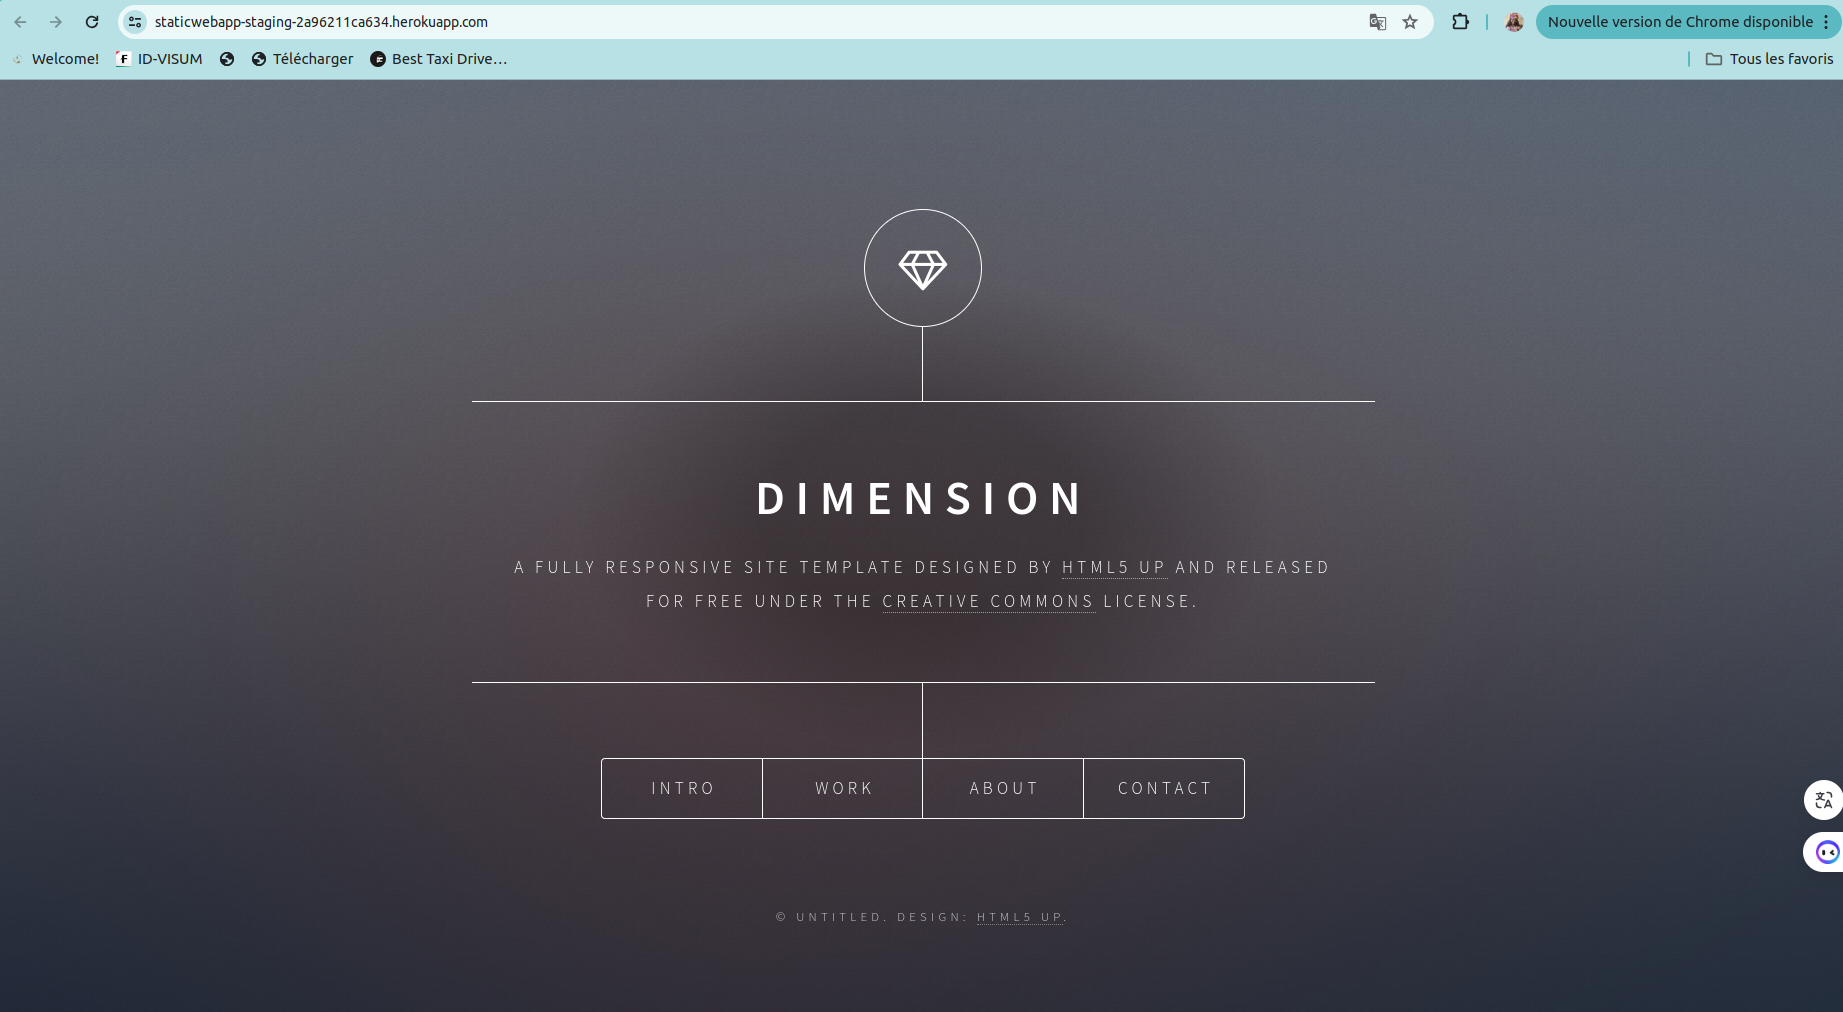 staticwebapp-staging-2a96211ca634.herokuapp.com
Nouvelle version de Chrome disponible
Welcome!
ID-VISUM
Télécharger
Best Taxi Drive…
Tous les favoris
DIMENSION
A FULLY RESPONSIVE SITE TEMPLATE DESIGNED BY HTML5 UP AND RELEASED
FOR FREE UNDER THE CREATIVE COMMONS LICENSE.
INTRO
WORK
ABOUT
CONTACT
© UNTITLED. DESIGN: HTML5 UP.